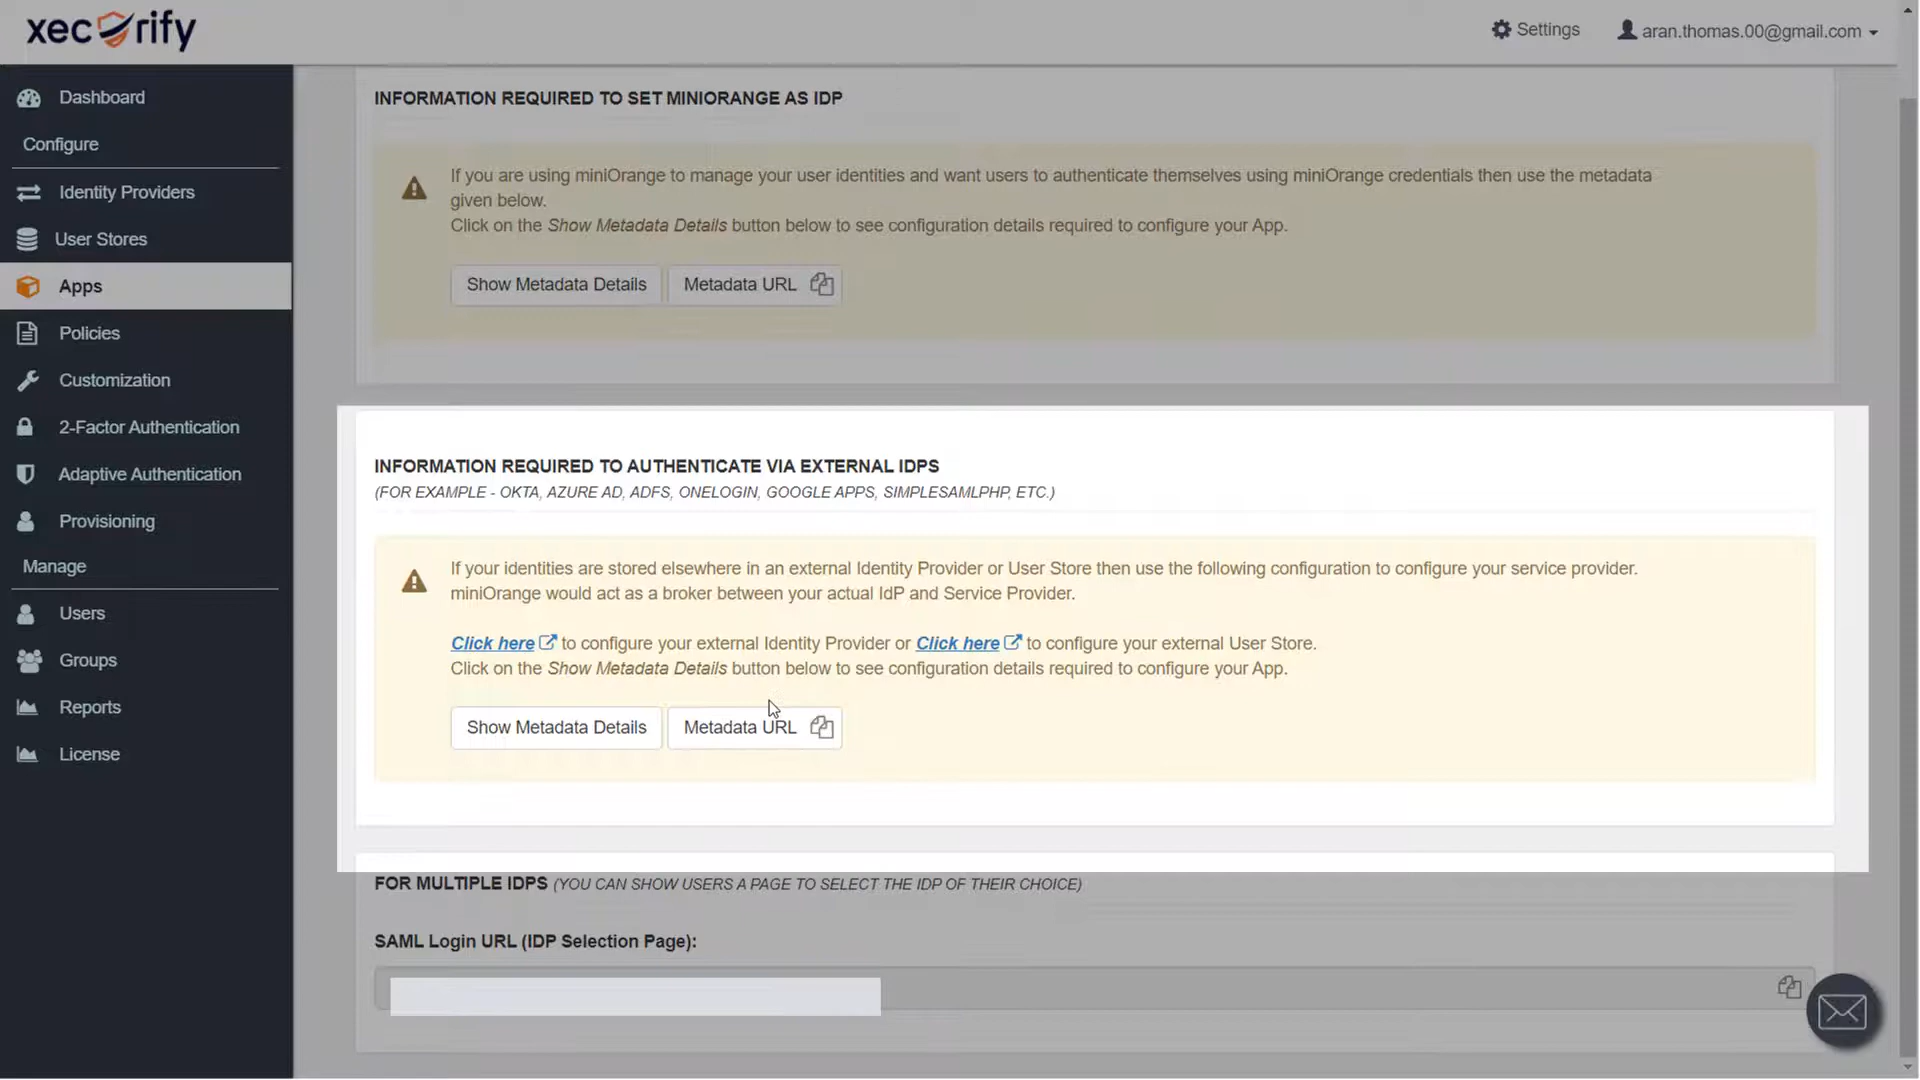 xecurify
Settings
aran.thomas.00@gmail.com
Dashboard
Configure
Identity Providers
User Stores
Apps
Policies
Customization
2-Factor Authentication
Adaptive Authentication
Provisioning
Manage
Users
Groups
Reports
License
INFORMATION REQUIRED TO SET MINIORANGE AS IDP
If you are using miniOrange to manage your user identities and want users to authenticate themselves using miniOrange credentials then use the metadata
given below.
Click on the Show Metadata Details button below to see configuration details required to configure your App.
Show Metadata Details Metadata URL
INFORMATION REQUIRED TO AUTHENTICATE VIA EXTERNAL IDPS
(FOR EXAMPLE - OKTA, AZURE AD, ADFS, ONELOGIN, GOOGLE APPS, SIMPLESAMLPHP, ETC.)
If your identities are stored elsewhere in an external Identity Provider or User Store then use the following configuration to configure your service provider.
miniOrange would act as a broker between your actual IdP and Service Provider.
Click here to configure your external Identity Provider or Click here to configure your external User Store.
Click on the Show Metadata Details button below to see configuration details required to configure your App.
Show Metadata Details Metadata URL
FOR MULTIPLE IDPS (YOU CAN SHOW USERS A PAGE TO SELECT THE IDP OF THEIR CHOICE)
SAML Login URL (IDP Selection Page):